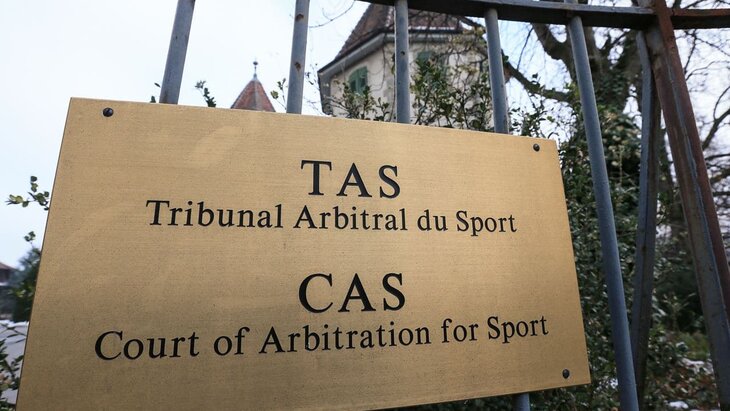 TAS
Tribunal Arbitral du Sport
CAS
Court of Arbitration for Sport